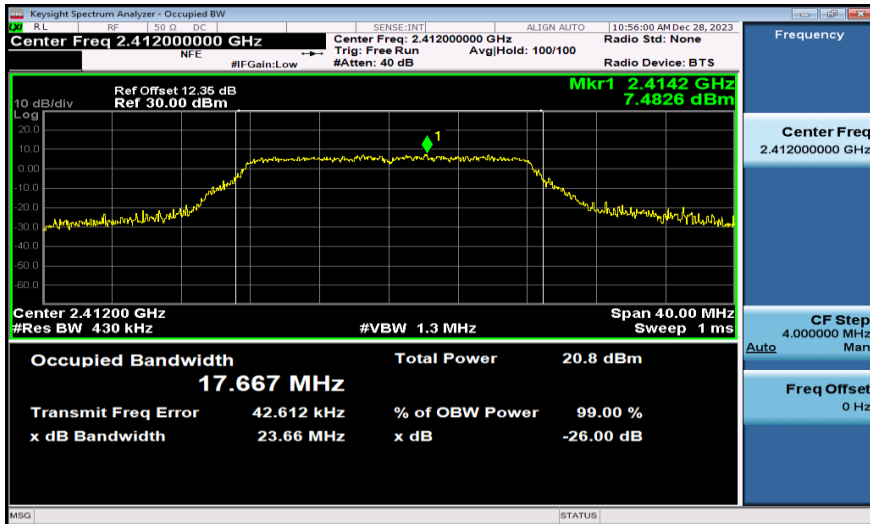 Keysight Spectrum Analyzer - Occupied BW
LXI RL RF 50 Ω DC SENSE:INT ALIGN AUTO 10:56:00 AM Dec 28, 2023
Center Freq 2.412000000 GHz
NFE
#IFGain:Low
Center Freq: 2.412000000 GHz
Trig: Free Run Avg|Hold: 100/100
#Atten: 40 dB
Radio Std: None
Radio Device: BTS
Ref Offset 12.35 dB
10 dB/div Ref 30.00 dBm
Log
Mkr1 2.4142 GHz
7.4826 dBm
20.0
10.0
0.00
-10.0
-20.0
-30.0
-40.0
-50.0
-60.0
1
Center 2.41200 GHz Span 40.00 MHz
#Res BW 430 kHz #VBW 1.3 MHz Sweep 1 ms
Occupied Bandwidth Total Power 20.8 dBm
17.667 MHz
Transmit Freq Error 42.612 kHz % of OBW Power 99.00 %
x dB Bandwidth 23.66 MHz x dB -26.00 dB
MSG STATUS
Frequency
Center Freq
2.412000000 GHz
CF Step
4.000000 MHz
Auto Man
Freq Offset
0 Hz